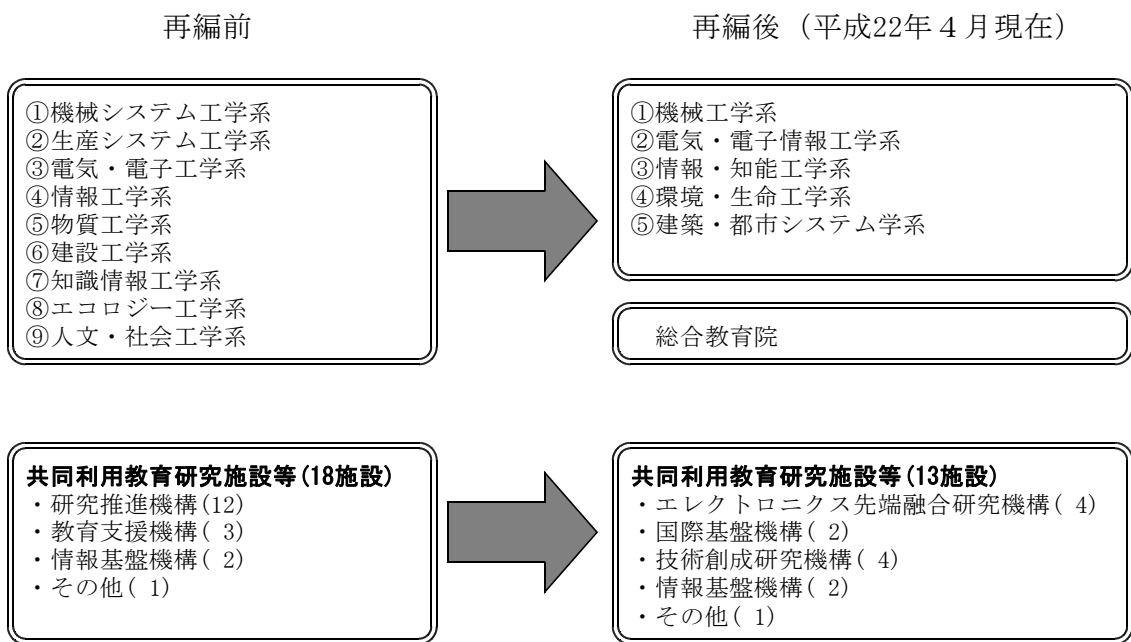 再編前
①機械システム工学系
②生産システム工学系
③電気・電子工学系
④情報工学系
⑤物質工学系
⑥建設工学系
⑦知識情報工学系
⑧エコロジー工学系
⑨人文・社会工学系
再編後（平成22年４月現在）
①機械工学系
②電気・電子情報工学系
③情報・知能工学系
④環境・生命工学系
⑤建築・都市システム学系
総合教育院
共同利用教育研究施設等(18施設)
・研究推進機構(12)
・教育支援機構( 3)
・情報基盤機構( 2)
・その他( 1)
共同利用教育研究施設等(13施設)
・エレクトロニクス先端融合研究機構( 4)
・国際基盤機構( 2)
・技術創成研究機構( 4)
・情報基盤機構( 2)
・その他( 1)